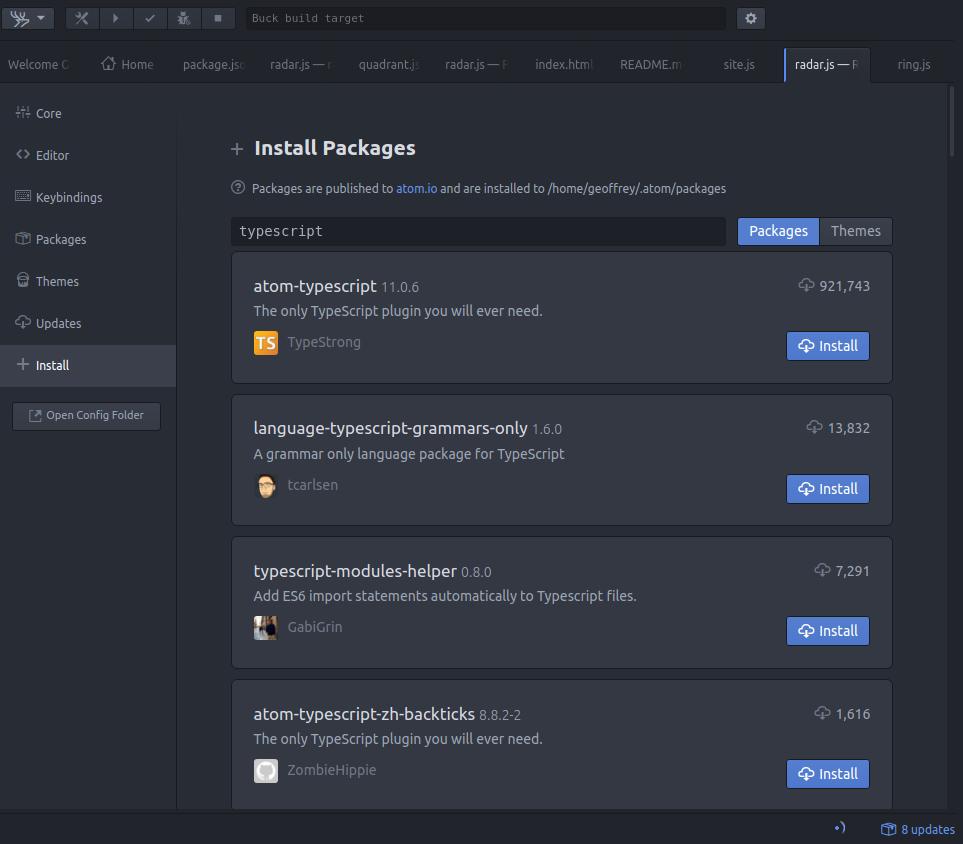 Buck build target
Welcome
Home
package.jso
radar.js —
quadrant.js
radar.js — R
index.html
README.m
site.js
radar.js — R
ring.js
Core
Editor
Keybindings
Packages
Themes
Updates
Install
Open Config Folder
Install Packages
Packages are published to atom.io and are installed to /home/geoffrey/.atom/packages
typescript
Packages
Themes
atom-typescript 11.0.6
921,743
The only TypeScript plugin you will ever need.
TS
TypeStrong
Install
language-typescript-grammars-only 1.6.0
13,832
A grammar only language package for TypeScript
tcarlsen
Install
typescript-modules-helper 0.8.0
7,291
Add ES6 import statements automatically to Typescript files.
GabiGrin
Install
atom-typescript-zh-backticks 8.8.2-2
1,616
The only TypeScript plugin you will ever need.
ZombieHippie
Install
8 updates